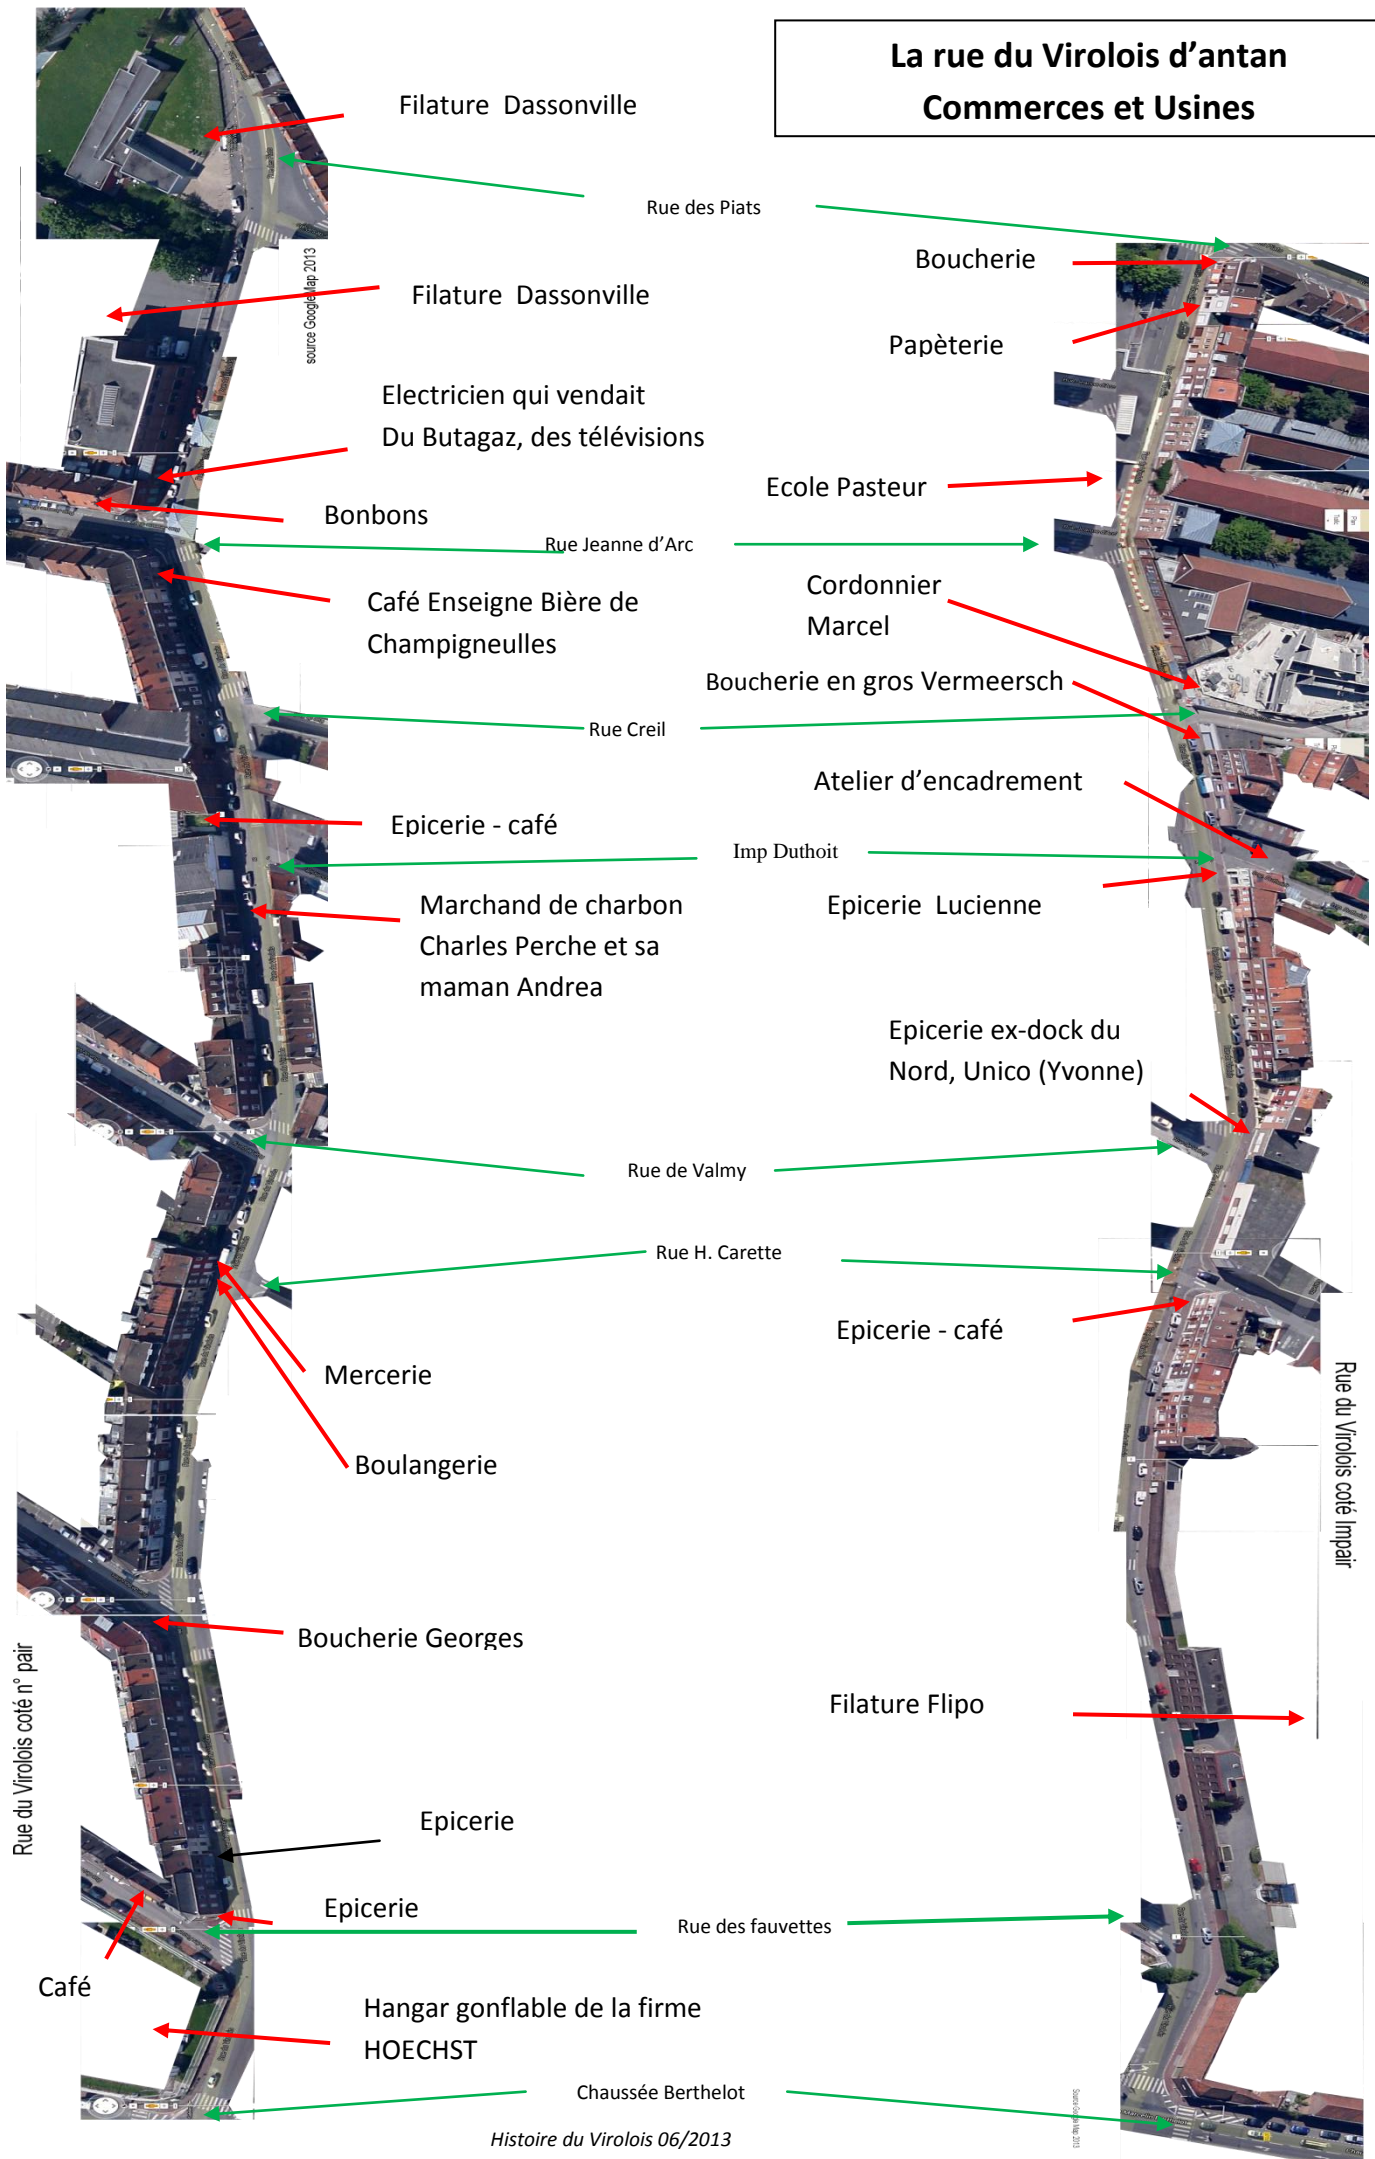 La rue du Virolois d’antan
Commerces et Usines
Filature Dassonville
Rue des Piats
Boucherie
source GoogleMap 2013
Filature Dassonville
Papèterie
Electricien qui vendait
Du Butagaz, des télévisions
Ecole Pasteur
Bonbons
Rue Jeanne d’Arc
Café Enseigne Bière de
Champigneulles
Cordonnier
Marcel
Boucherie en gros Vermeersch
Rue Creil
Atelier d’encadrement
Epicerie - café
Imp Duthoit
Marchand de charbon
Charles Perche et sa
maman Andrea
Epicerie Lucienne
Epicerie ex-dock du
Nord, Unico (Yvonne)
Rue de Valmy
Rue H. Carette
Epicerie - café
Mercerie
Boulangerie
Rue du Virolois coté Impair
Boucherie Georges
Rue du Virolois coté n° pair
Filature Flipo
Epicerie
Epicerie
Rue des fauvettes
Café
Hangar gonflable de la firme
HOECHST
Chaussée Berthelot
Source Google Map 2013
Histoire du Virolois 06/2013